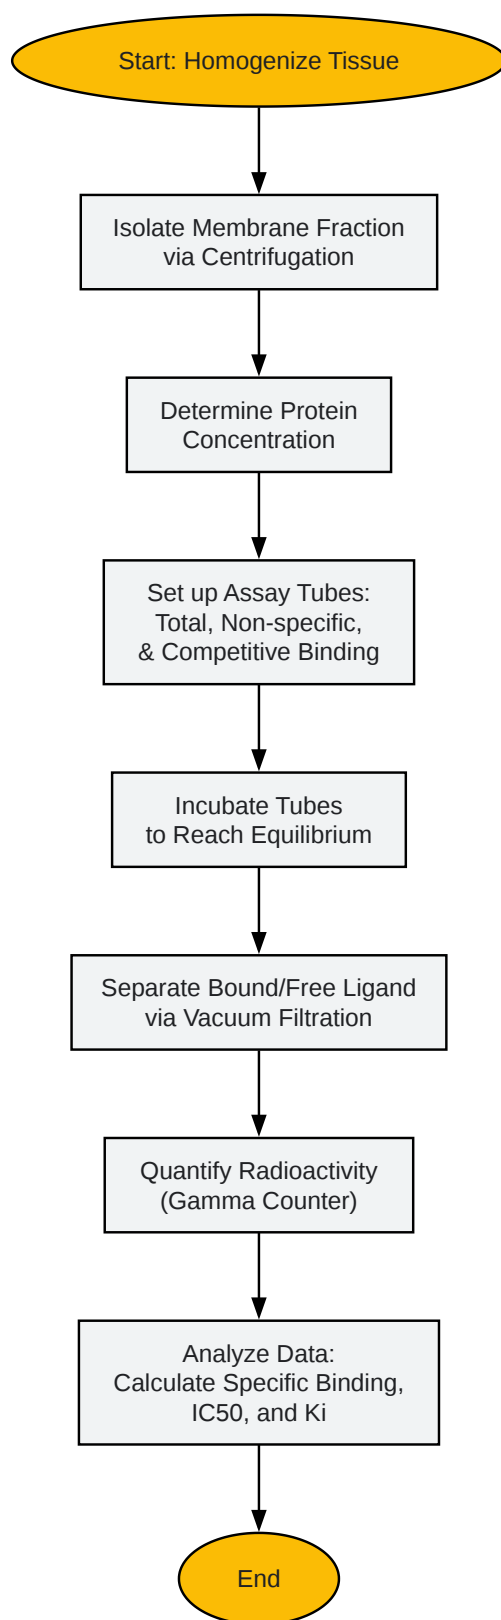 Start: Homogenize Tissue
Isolate Membrane Fraction
via Centrifugation
Determine Protein
Concentration
Set up Assay Tubes:
Total, Non-specific,
& Competitive Binding
Incubate Tubes
to Reach Equilibrium
Separate Bound/Free Ligand
via Vacuum Filtration
Quantify Radioactivity
(Gamma Counter)
Analyze Data:
Calculate Specific Binding,
IC50, and Ki
End